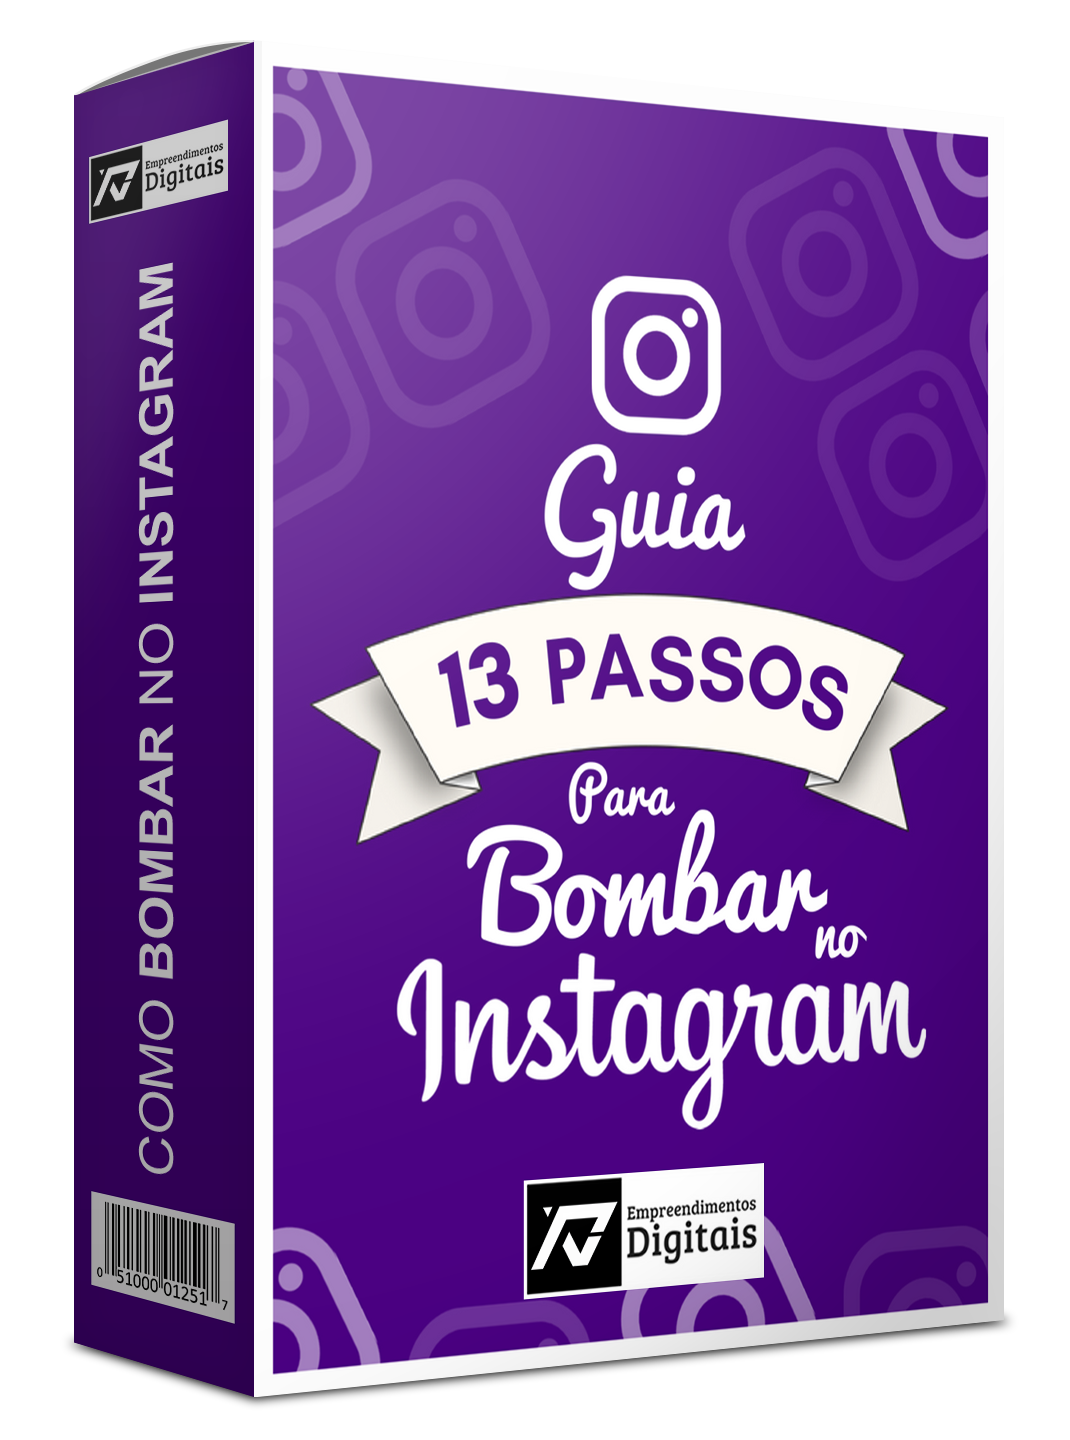 Empreendimentos
Digitais
COMO BOMBAR NO INSTAGRAM
0 51000 01251 7
Guia
13 PASSOS
Para
Bombar
no
Instagram
Empreendimentos
Digitais